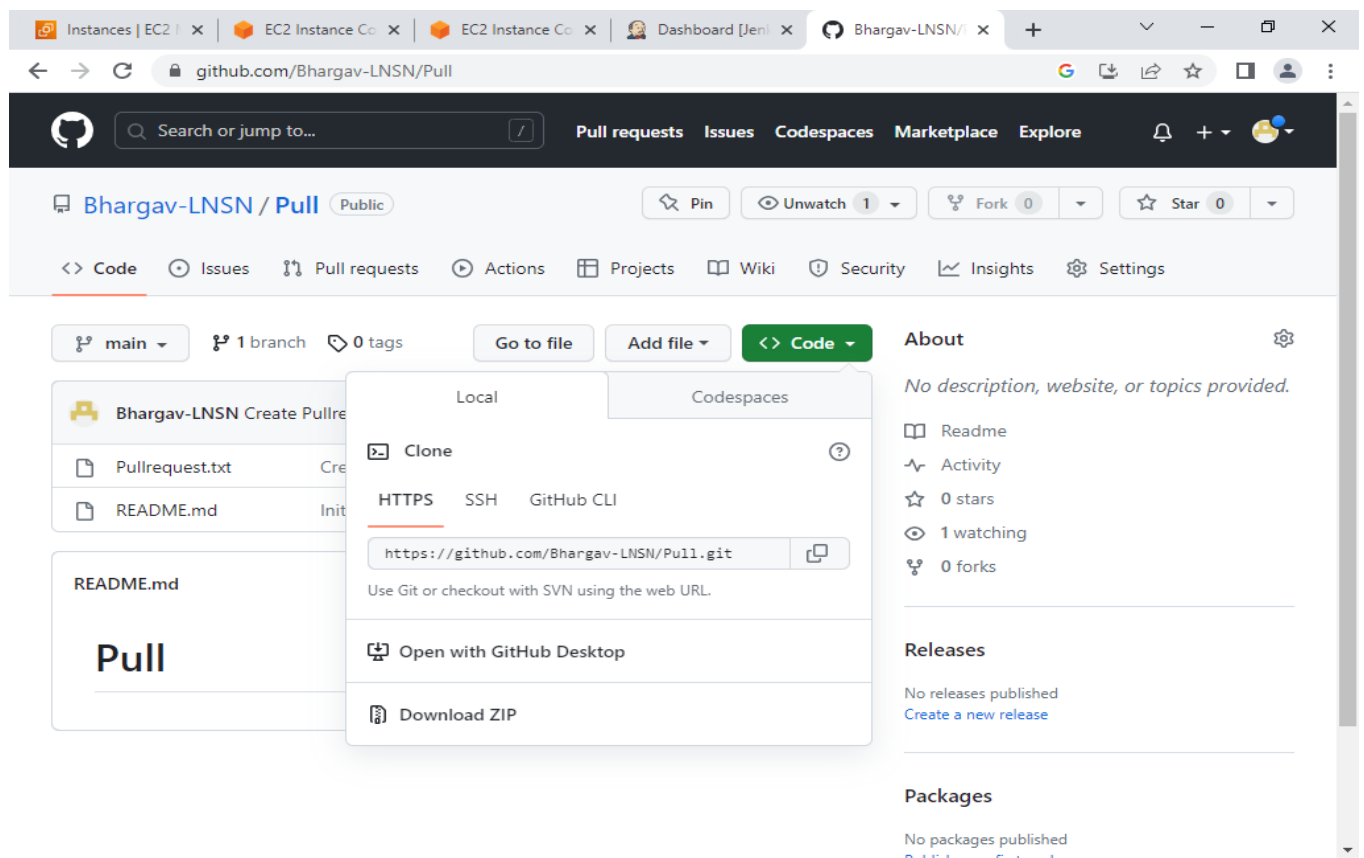 Instances | EC2
EC2 Instance Co
EC2 Instance Co
Dashboard [Jenk
Bhargav-LNSN/
github.com/Bhargav-LNSN/Pull
Search or jump to... /
Pull requests Issues Codespaces Marketplace Explore
Bhargav-LNSN / Pull Public
Pin
Unwatch 1
Fork 0
Star 0
Code Issues Pull requests Actions Projects Wiki Security Insights Settings
main 1 branch 0 tags Go to file Add file Code
Bhargav-LNSN Create Pullre
Pullrequest.txt Cre
README.md Init
README.md
Pull
Local Codespaces
Clone
HTTPS SSH GitHub CLI
https://github.com/Bhargav-LNSN/Pull.git
Use Git or checkout with SVN using the web URL.
Open with GitHub Desktop
Download ZIP
About
No description, website, or topics provided.
Readme
Activity
0 stars
1 watching
0 forks
Releases
No releases published
Create a new release
Packages
No packages published